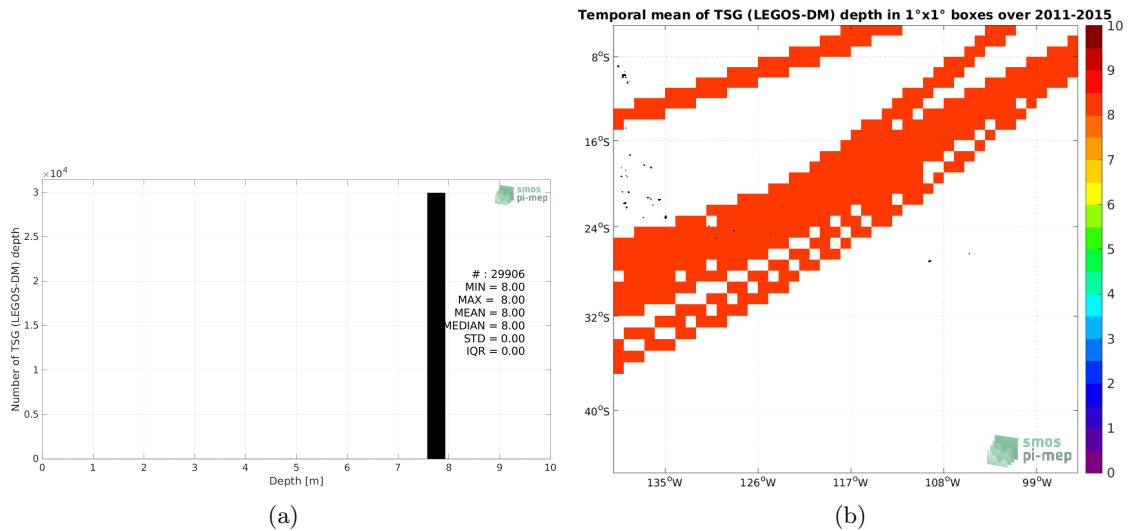 ×10⁴
3
2.5
2
1.5
1
0.5
0
Number of TSG (LEGOS-DM) depth
smos
pi-mep
# : 29906
MIN = 8.00
MAX = 8.00
MEAN = 8.00
MEDIAN = 8.00
STD = 0.00
IQR = 0.00
0 1 2 3 4 5 6 7 8 9 10
Depth [m]
(a)
Temporal mean of TSG (LEGOS-DM) depth in 1°x1° boxes over 2011-2015
8°S
16°S
24°S
32°S
40°S
135°W 126°W 117°W 108°W 99°W
smos
pi-mep
10
9
8
7
6
5
4
3
2
1
0
(b)